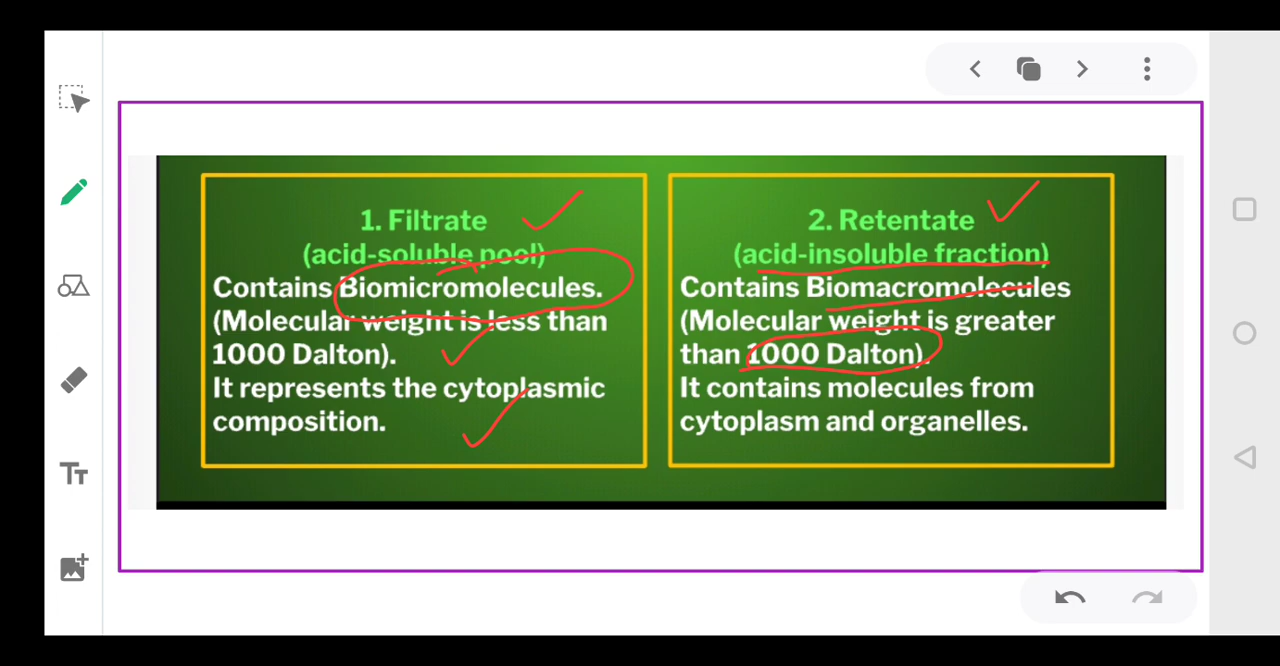 1. Filtrate
(acid-soluble pool)
Contains Biomicromolecules.
(Molecular weight is less than
1000 Dalton).
It represents the cytoplasmic
composition.
2. Retentate
(acid-insoluble fraction)
Contains Biomacromolecules
(Molecular weight is greater
than 1000 Dalton).
It contains molecules from
cytoplasm and organelles.
TT